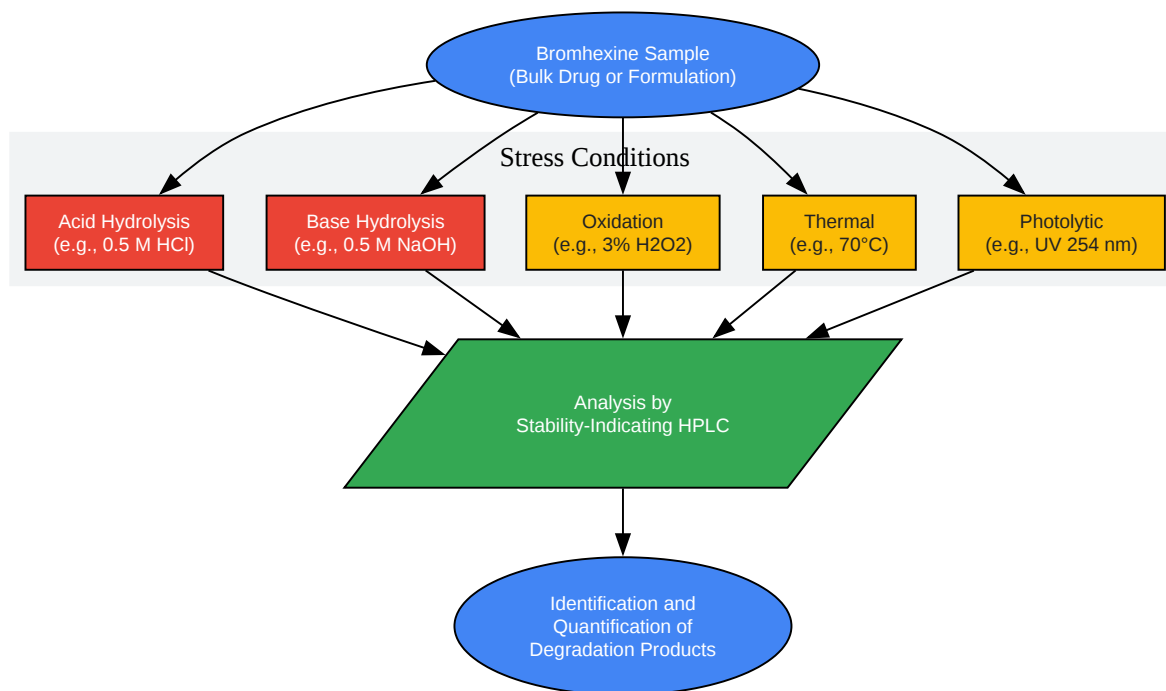 Bromhexine Sample
(Bulk Drug or Formulation)
Stress Conditions
Acid Hydrolysis
(e.g., 0.5 M HCl)
Base Hydrolysis
(e.g., 0.5 M NaOH)
Oxidation
(e.g., 3% H2O2)
Thermal
(e.g., 70°C)
Photolytic
(e.g., UV 254 nm)
Analysis by
Stability-Indicating HPLC
Identification and
Quantification of
Degradation Products